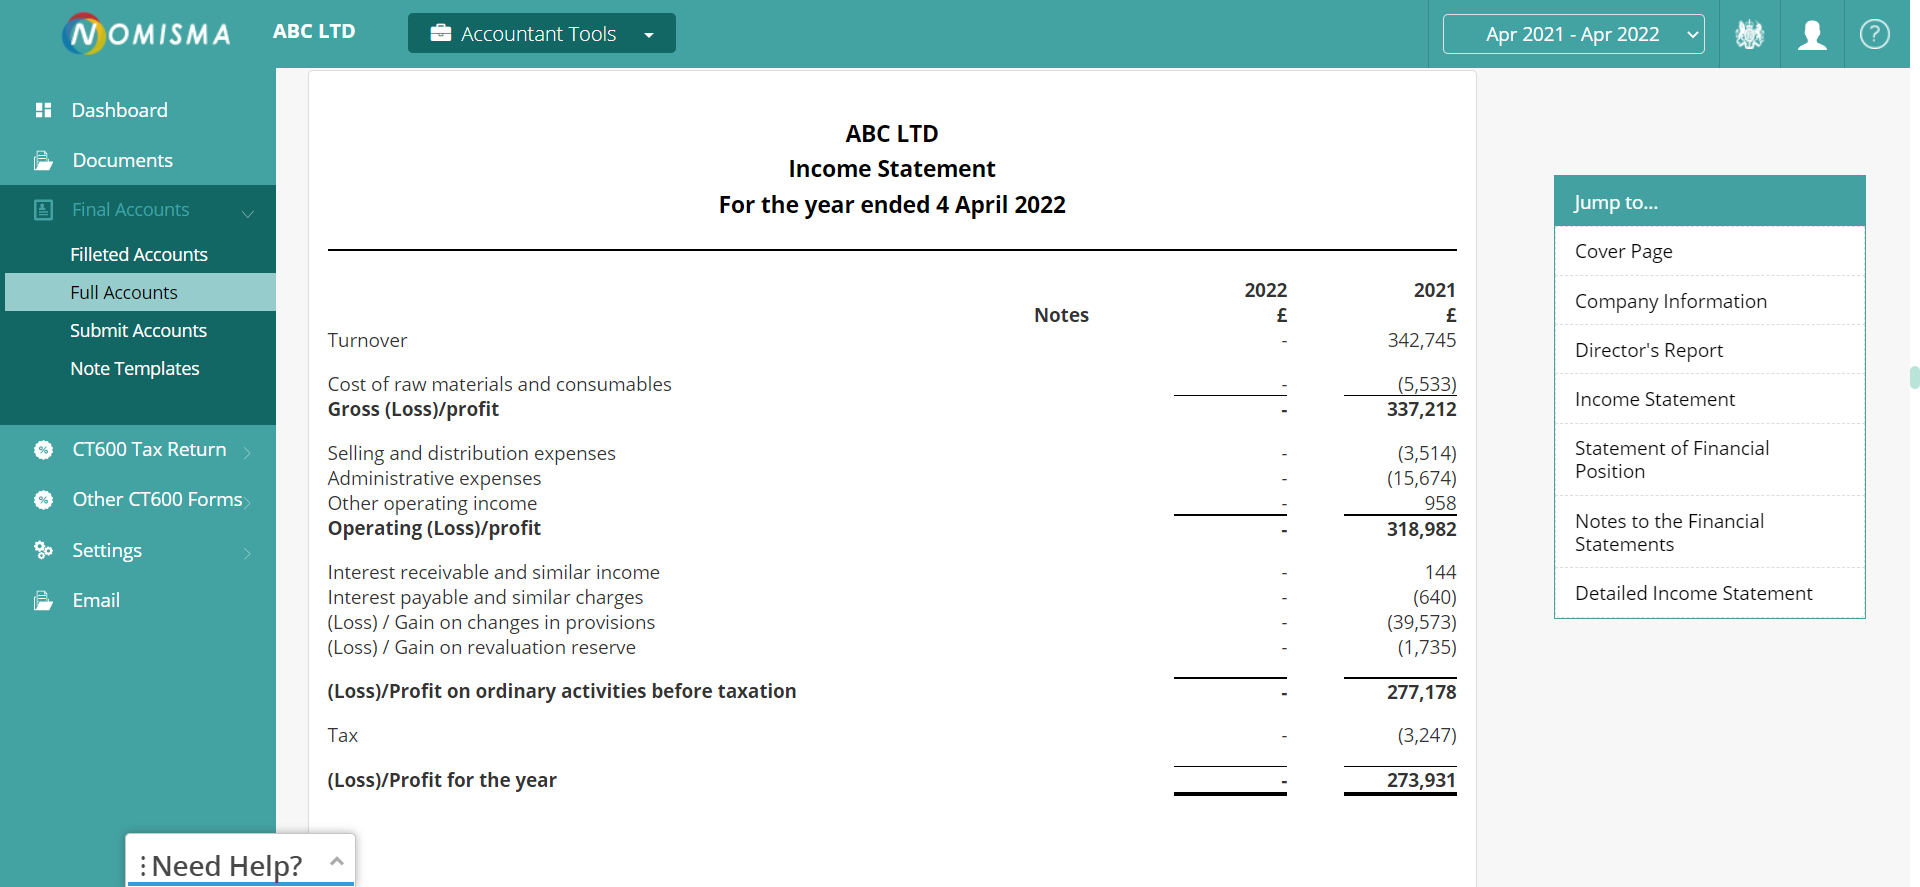 NOMISMA
ABC LTD
Accountant Tools
Apr 2021 - Apr 2022
?
Dashboard
Documents
Final Accounts
Filleted Accounts
Full Accounts
Submit Accounts
Note Templates
% CT600 Tax Return
% Other CT600 Forms
Settings
Email
Need Help?
ABC LTD
Income Statement
For the year ended 4 April 2022
2022 2021
Notes £ £
Turnover - 342,745
Cost of raw materials and consumables - (5,533)
Gross (Loss)/profit - 337,212
Selling and distribution expenses - (3,514)
Administrative expenses - (15,674)
Other operating income - 958
Operating (Loss)/profit - 318,982
Interest receivable and similar income - 144
Interest payable and similar charges - (640)
(Loss) / Gain on changes in provisions - (39,573)
(Loss) / Gain on revaluation reserve - (1,735)
(Loss)/Profit on ordinary activities before taxation - 277,178
Tax - (3,247)
(Loss)/Profit for the year - 273,931
Jump to...
Cover Page
Company Information
Director's Report
Income Statement
Statement of Financial
Position
Notes to the Financial
Statements
Detailed Income Statement